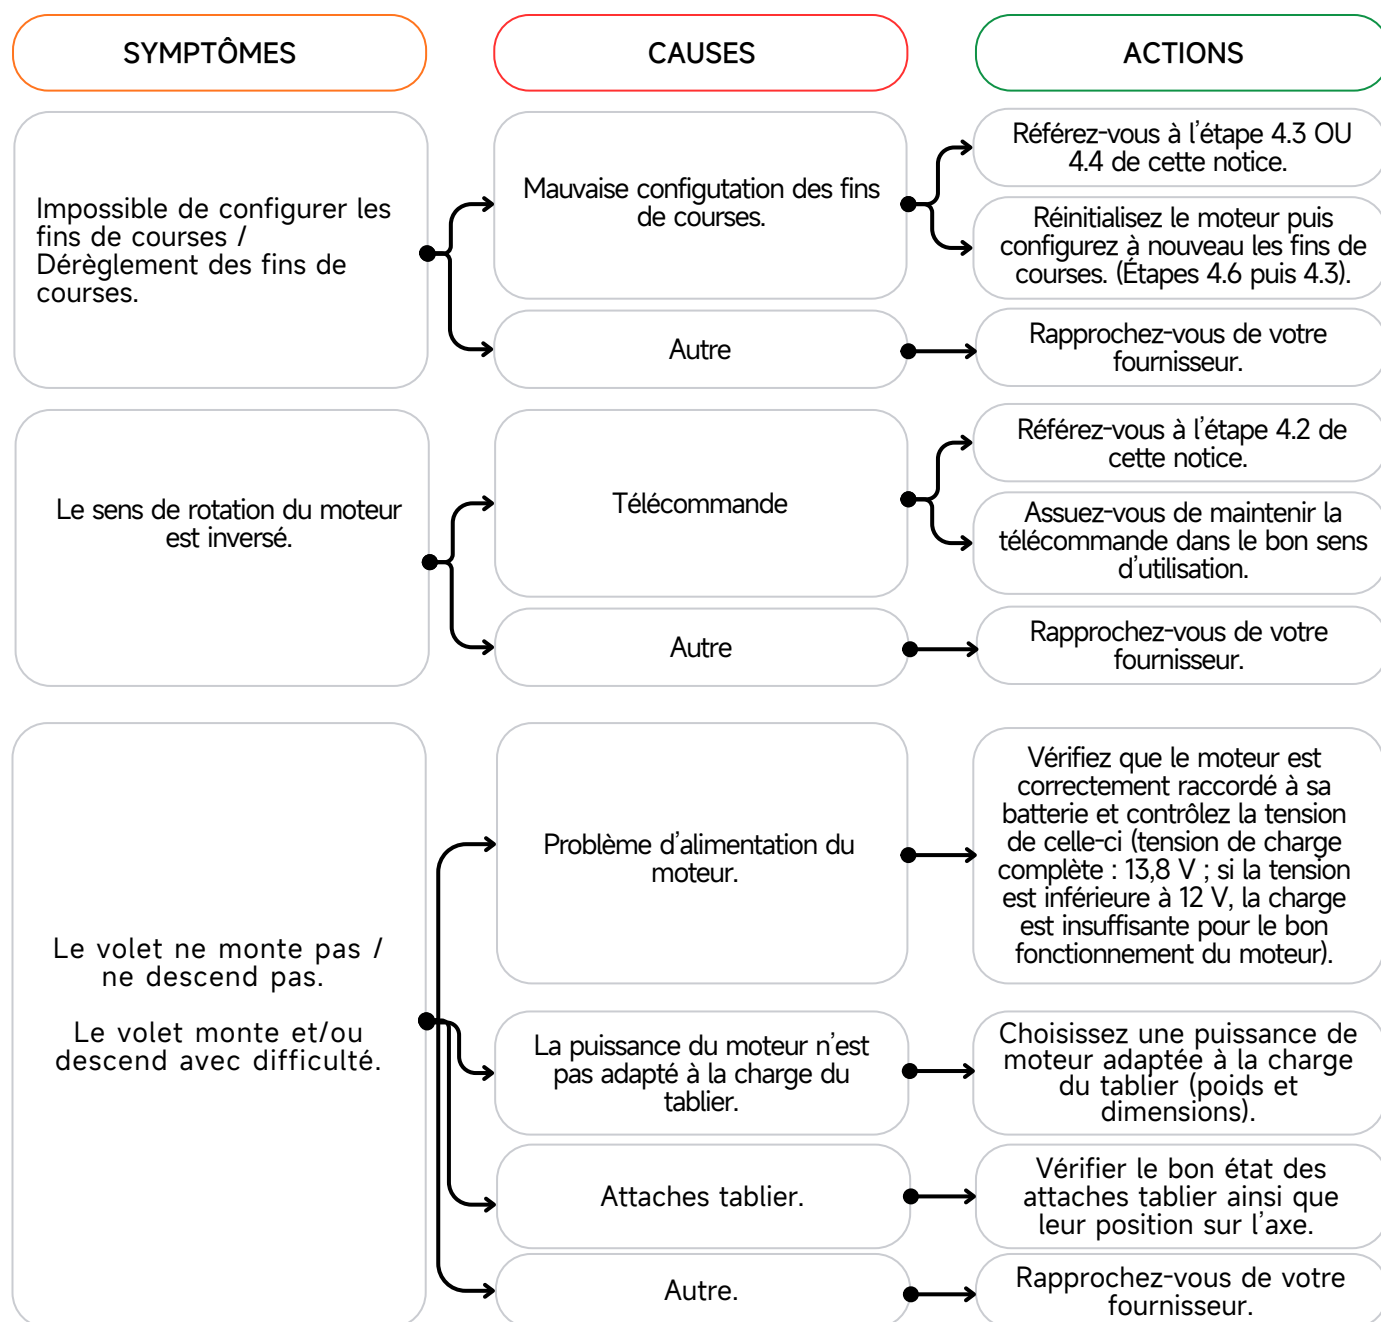 SYMPTÔMES
CAUSES
ACTIONS
Impossible de configurer les
fins de courses /
Dérèglement des fins de
courses.
Mauvaise configutation des fins
de courses.
Référez-vous à l'étape 4.3 OU
4.4 de cette notice.
Réinitialisez le moteur puis
configurez à nouveau les fins de
courses. (Étapes 4.6 puis 4.3).
Autre
Rapprochez-vous de votre
fournisseur.
Le sens de rotation du moteur
est inversé.
Télécommande
Référez-vous à l'étape 4.2 de
cette notice.
Assuez-vous de maintenir la
télécommande dans le bon sens
d'utilisation.
Autre
Rapprochez-vous de votre
fournisseur.
Le volet ne monte pas /
ne descend pas.
Le volet monte et/ou
descend avec difficulté.
Problème d'alimentation du
moteur.
Vérifiez que le moteur est
correctement raccordé à sa
batterie et contrôlez la tension
de celle-ci (tension de charge
complète : 13,8 V ; si la tension
est inférieure à 12 V, la charge
est insuffisante pour le bon
fonctionnement du moteur).
La puissance du moteur n'est
pas adapté à la charge du
tablier.
Choisissez une puissance de
moteur adaptée à la charge
du tablier (poids et
dimensions).
Attaches tablier.
Vérifier le bon état des
attaches tablier ainsi que
leur position sur l'axe.
Autre.
Rapprochez-vous de votre
fournisseur.